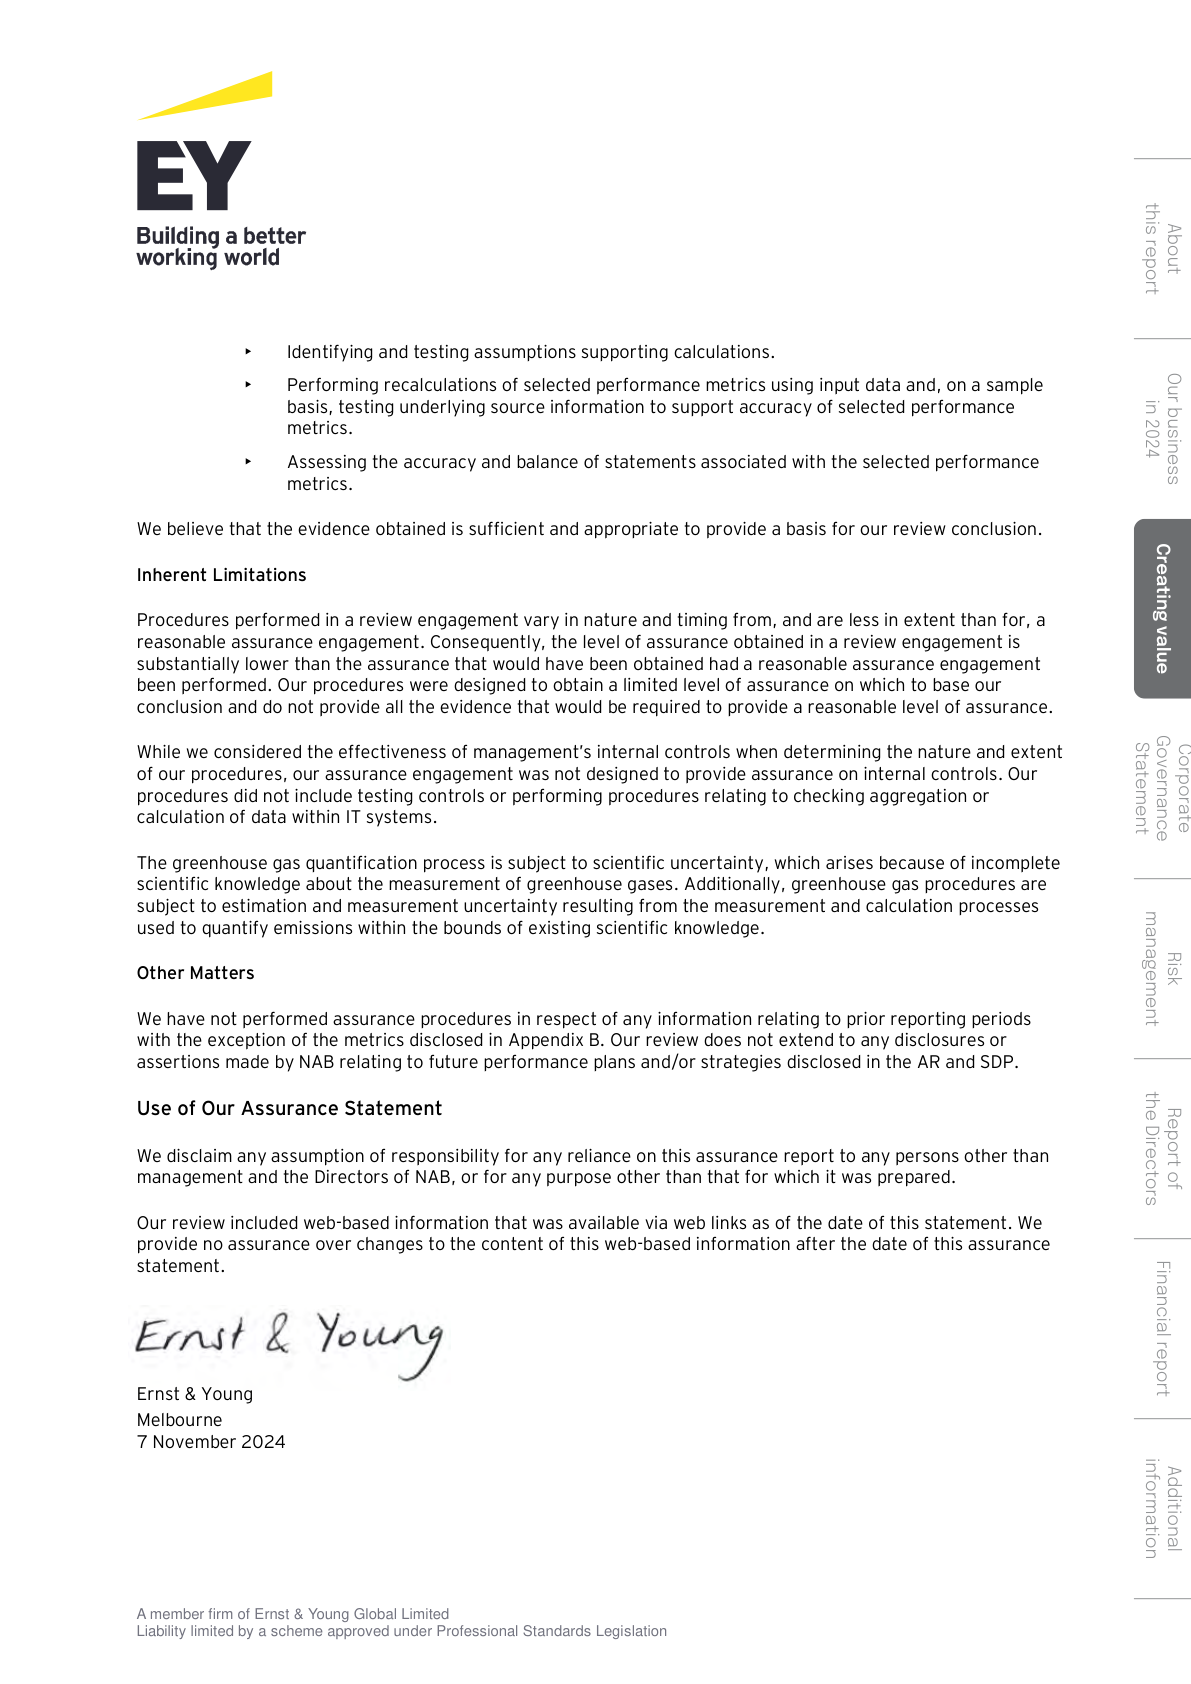 EY
Building a better
working world
‣ Identifying and testing assumptions supporting calculations.
‣ Performing recalculations of selected performance metrics using input data and, on a sample
basis, testing underlying source information to support accuracy of selected performance
metrics.
‣ Assessing the accuracy and balance of statements associated with the selected performance
metrics.
We believe that the evidence obtained is sufficient and appropriate to provide a basis for our review conclusion.
Inherent Limitations
Procedures performed in a review engagement vary in nature and timing from, and are less in extent than for, a
reasonable assurance engagement. Consequently, the level of assurance obtained in a review engagement is
substantially lower than the assurance that would have been obtained had a reasonable assurance engagement
been performed. Our procedures were designed to obtain a limited level of assurance on which to base our
conclusion and do not provide all the evidence that would be required to provide a reasonable level of assurance.
While we considered the effectiveness of management’s internal controls when determining the nature and extent
of our procedures, our assurance engagement was not designed to provide assurance on internal controls. Our
procedures did not include testing controls or performing procedures relating to checking aggregation or
calculation of data within IT systems.
The greenhouse gas quantification process is subject to scientific uncertainty, which arises because of incomplete
scientific knowledge about the measurement of greenhouse gases. Additionally, greenhouse gas procedures are
subject to estimation and measurement uncertainty resulting from the measurement and calculation processes
used to quantify emissions within the bounds of existing scientific knowledge.
Other Matters
We have not performed assurance procedures in respect of any information relating to prior reporting periods
with the exception of the metrics disclosed in Appendix B. Our review does not extend to any disclosures or
assertions made by NAB relating to future performance plans and/or strategies disclosed in the AR and SDP.
Use of Our Assurance Statement
We disclaim any assumption of responsibility for any reliance on this assurance report to any persons other than
management and the Directors of NAB, or for any purpose other than that for which it was prepared.
Our review included web-based information that was available via web links as of the date of this statement. We
provide no assurance over changes to the content of this web-based information after the date of this assurance
statement.
Ernst & Young
Ernst & Young
Melbourne
7 November 2024
A member firm of Ernst & Young Global Limited
Liability limited by a scheme approved under Professional Standards Legislation
About
this report
Our business
in 2024
Creating value
Corporate
Governance
Statement
Risk
management
Report of
the Directors
Financial report
Additional
information